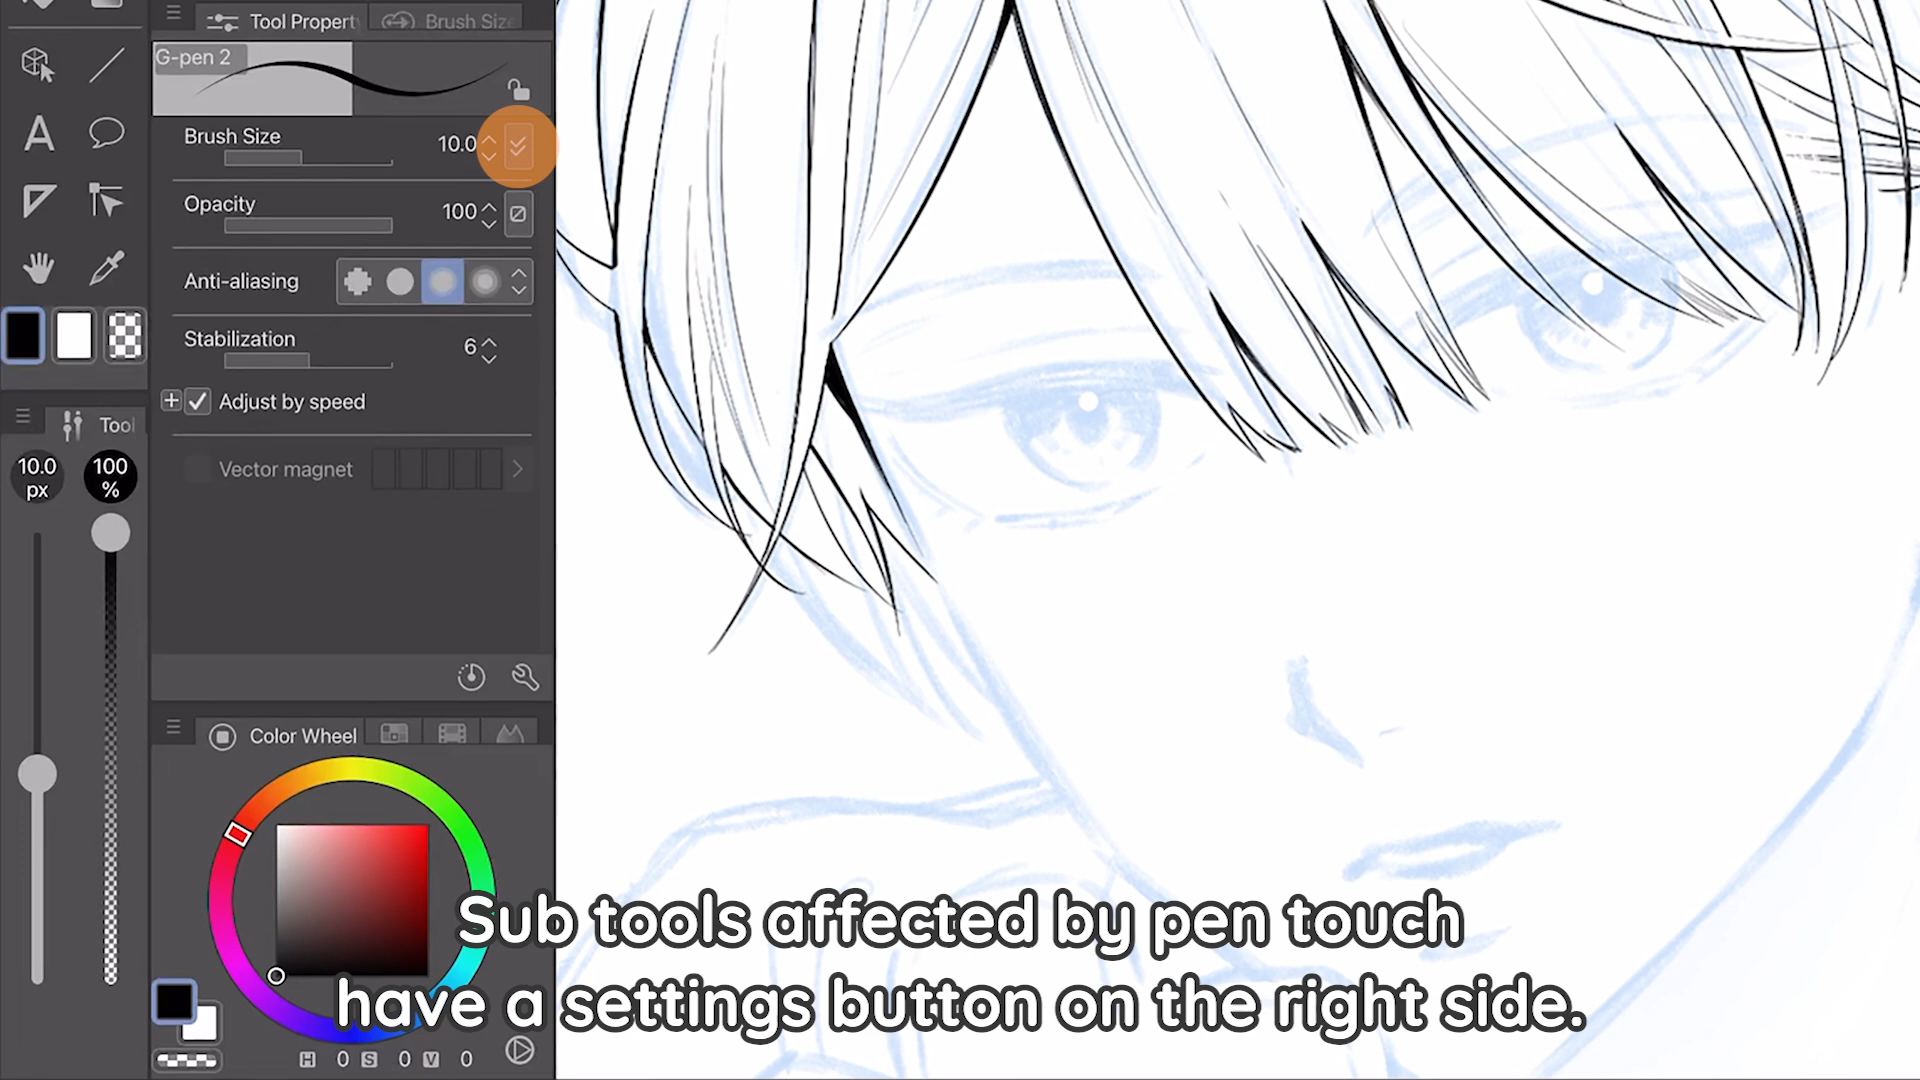 Tool Property
Brush Size
G-pen 2
Brush Size
10.0
Opacity
100
Anti-aliasing
Stabilization
6
Adjust by speed
Vector magnet
Tool
10.0
px
100
%
Color Wheel
H 0 S 0 V 0
Sub tools affected by pen touch
have a settings button on the right side.